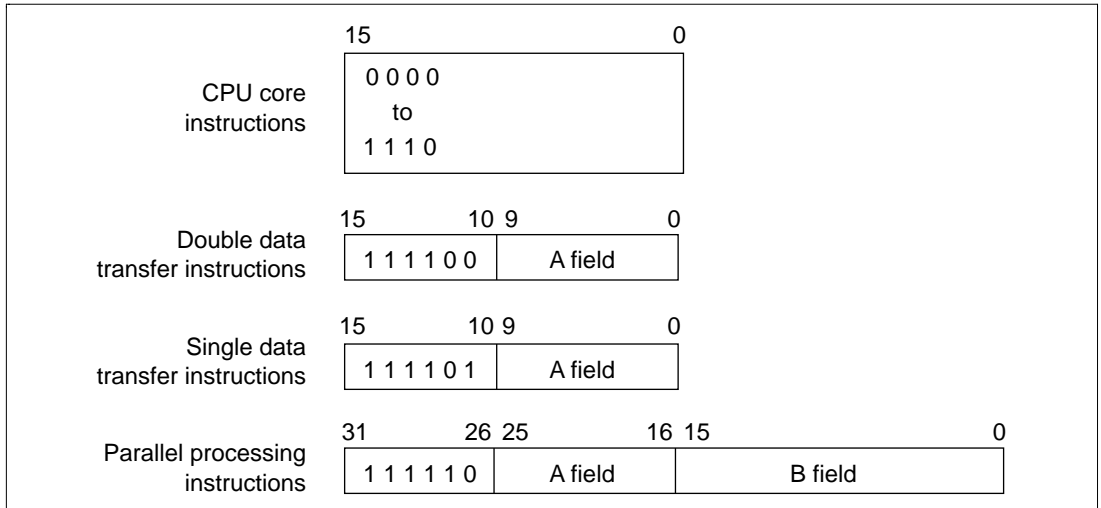 15 0
CPU core
instructions
0 0 0 0
to
1 1 1 0
15 10 9 0
Double data
transfer instructions
1 1 1 1 0 0 A field
15 10 9 0
Single data
transfer instructions
1 1 1 1 0 1 A field
31 26 25 16 15 0
Parallel processing
instructions
1 1 1 1 1 0 A field B field